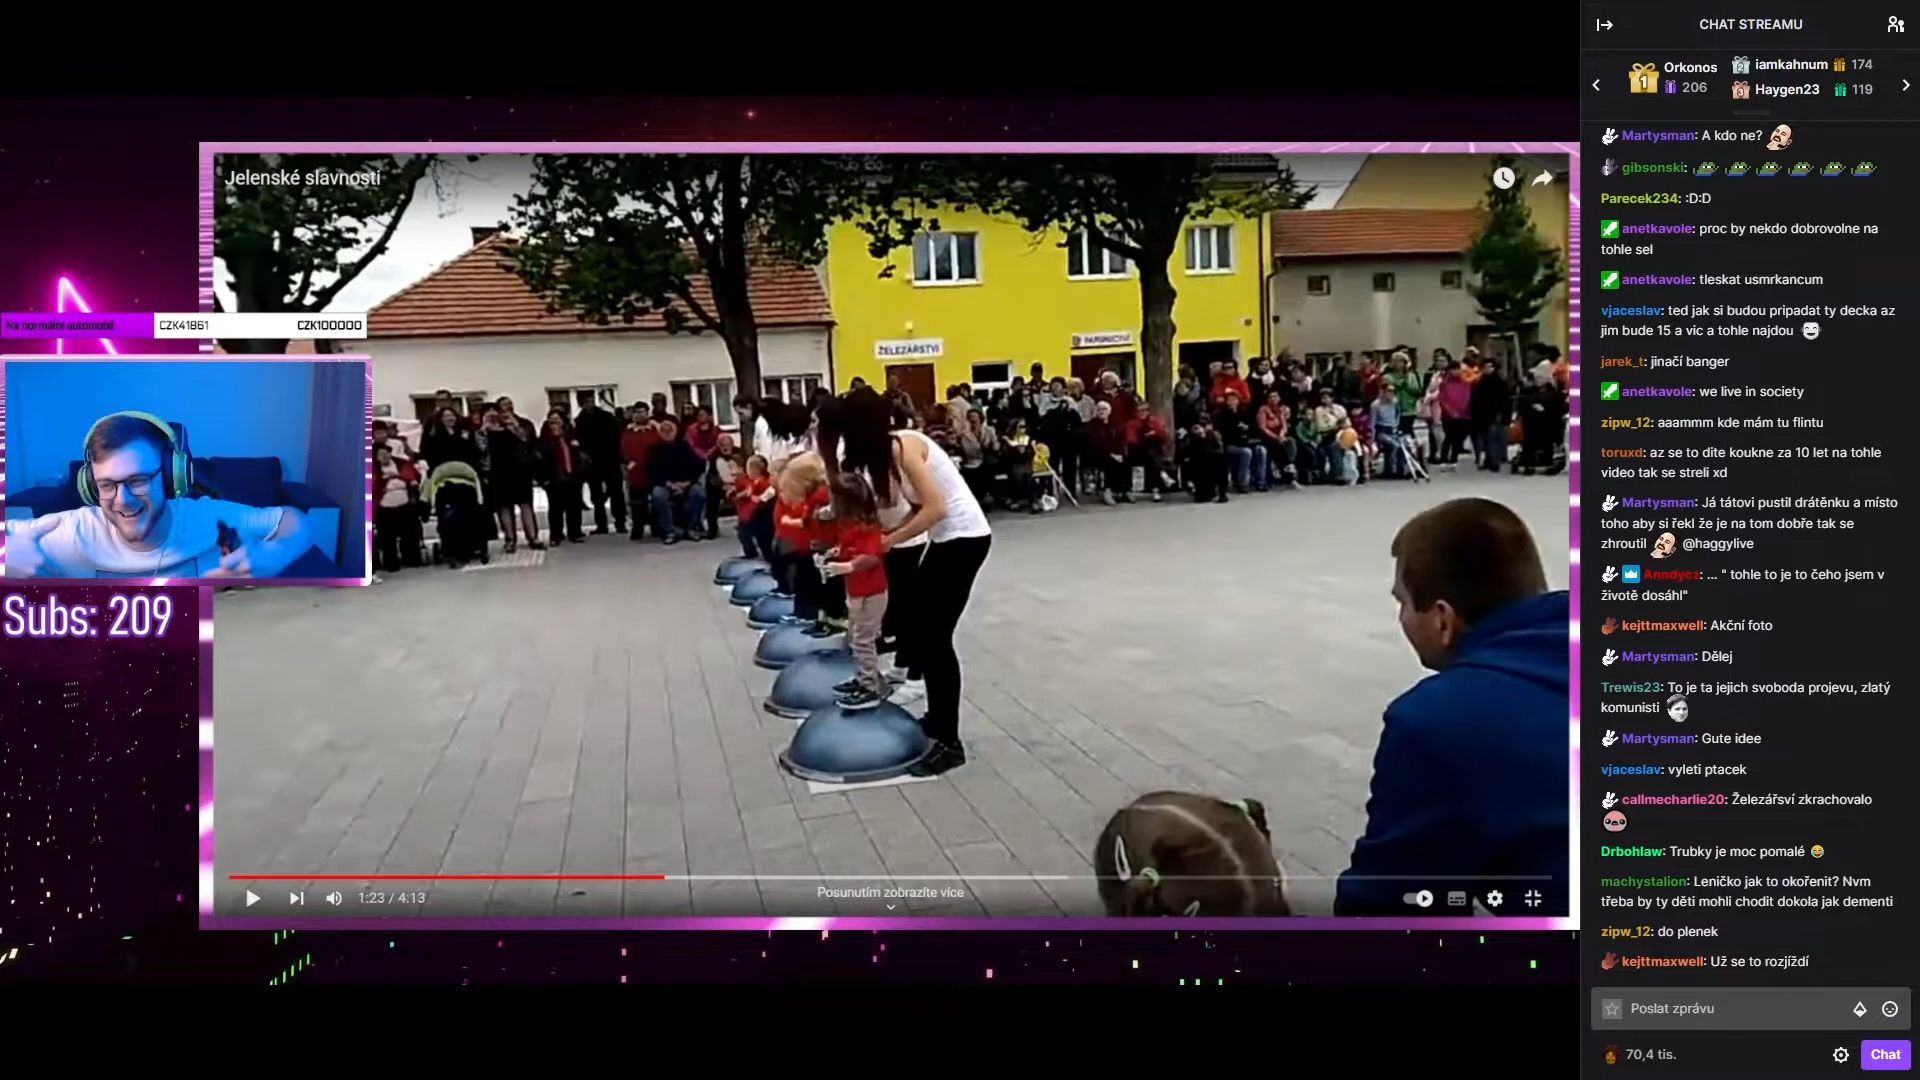 Jelenské slavnosti
ŽELEZÁŘSTVÍ
Na normální automobil
CZK41861
CZK100000
Subs: 209
1:23 / 4:13
Posunutím zobrazíte více
CHAT STREAMU
1
Orkonos
206
2
iamkahnum
174
3
Haygen23
119
Martysman: A kdo ne?
gibsonski:
Parecek234: :D:D
anetkavole: proc by nekdo dobrovolne na
tohle sel
anetkavole: tleskat usmrkancum
vjaceslav: ted jak si budou pripadat ty decka az
jim bude 15 a vic a tohle najdou
jarek_t: jinačí banger
anetkavole: we live in society
zipw_12: aaammm kde mám tu flintu
toruxd: az se to dite koukne za 10 let na tohle
video tak se streli xd
Martysman: Já tátovi pustil drátěnku a místo
toho aby si řekl že je na tom dobře tak se
zhroutil @haggylive
Anndycz: ... " tohle to je to čeho jsem v
životě dosáhl"
kejttmaxwell: Akční foto
Martysman: Dělej
Trewis23: To je ta jejich svoboda projevu, zlatý
komunisti
Martysman: Gute idee
vjaceslav: vyleti ptacek
callmecharlie20: Železářsví zkrachovalo
Drbohlaw: Trubky je moc pomalé 😂
machystalion: Leničko jak to okořenit? Nvm
třeba by ty děti mohli chodit dokola jak dementi
zipw_12: do plenek
kejttmaxwell: Už se to rozjíždí
Poslat zprávu
70,4 tis.
Chat